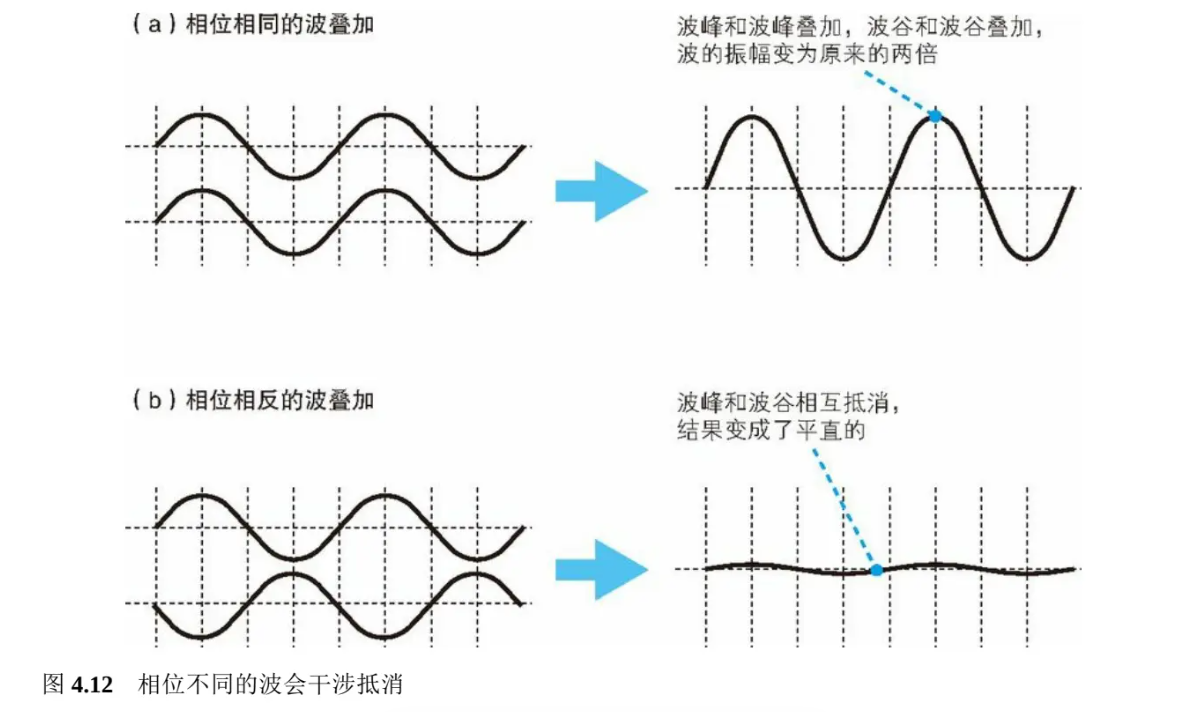 (a)相位相同的波叠加
波峰和波峰叠加，波谷和波谷叠加，
波的振幅变为原来的两倍
(b)相位相反的波叠加
波峰和波谷相互抵消，
结果变成了平直的
图 4.12 相位不同的波会干涉抵消